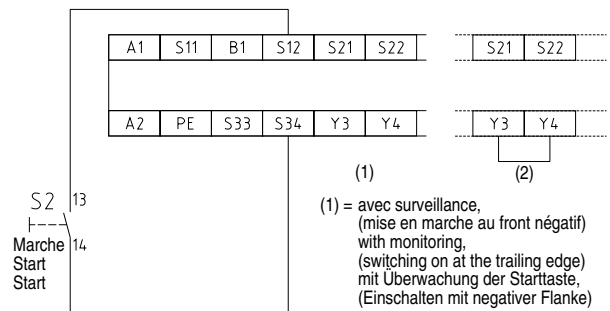 A1 S11 B1 S12 S21 S22 S21 S22
A2 PE S33 S34 Y3 Y4 Y3 Y4
(1) (2)
S2 13
14
Marche
Start
Start
(1) = avec surveillance,
(mise en marche au front négatif)
with monitoring,
(switching on at the trailing edge)
mit Überwachung der Starttaste,
(Einschalten mit negativer Flanke)